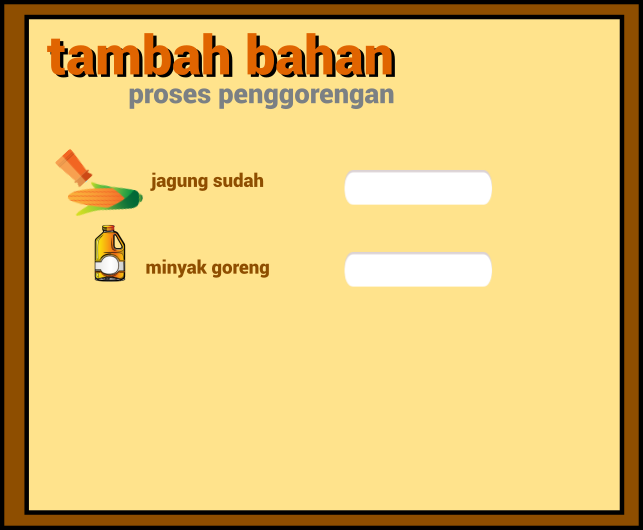 tambah bahan
proses penggorengan
jagung sudah
minyak goreng